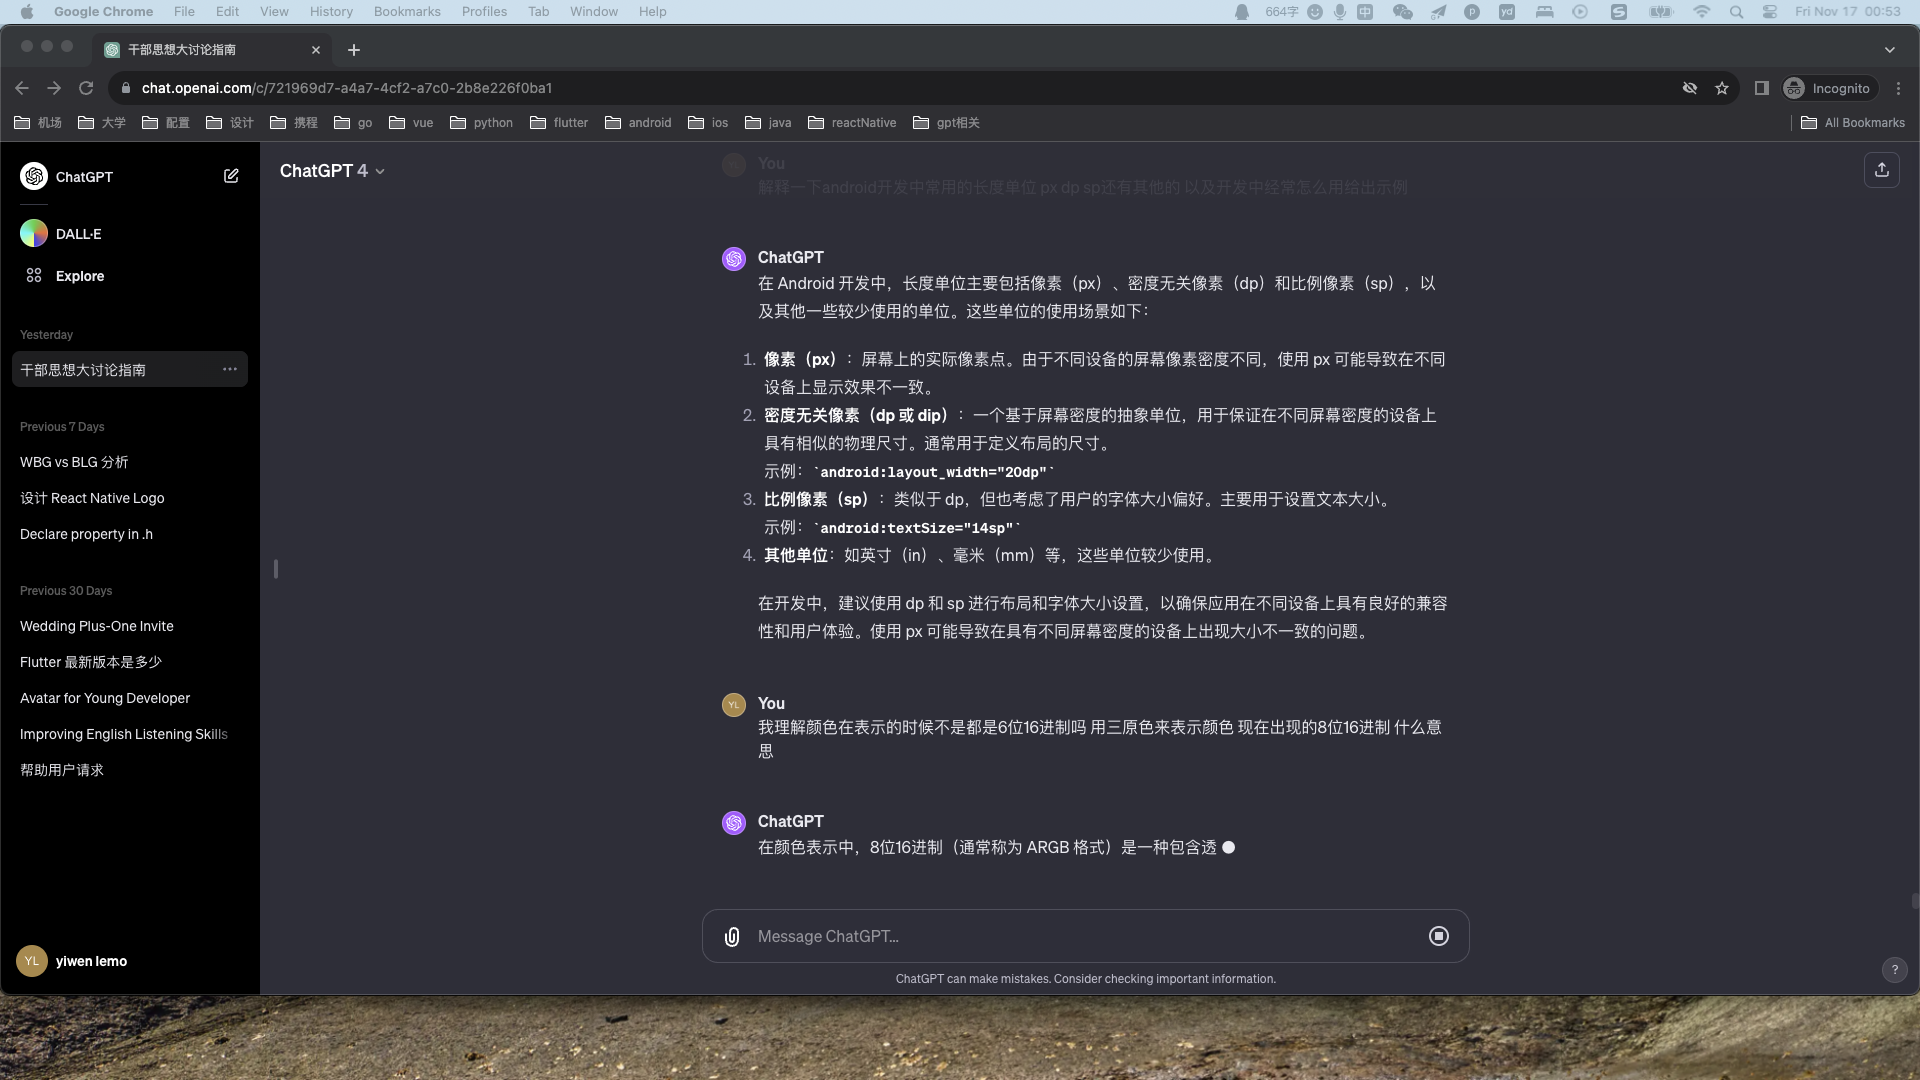 Google Chrome File Edit View History Bookmarks Profiles Tab Window Help 664字 中 yd Fri Nov 17 00:53
干部思想大讨论指南
chat.openai.com/c/721969d7-a4a7-4cf2-a7c0-2b8e226f0ba1 Incognito
机场 大学 配置 设计 携程 go vue python flutter android ios java reactNative gpt相关 All Bookmarks
ChatGPT
DALL·E
Explore
Yesterday
干部思想大讨论指南
Previous 7 Days
WBG vs BLG 分析
设计 React Native Logo
Declare property in .h
Previous 30 Days
Wedding Plus-One Invite
Flutter 最新版本是多少
Avatar for Young Developer
Improving English Listening Skills
帮助用户请求
YL yiwen lemo
ChatGPT 4
You
解释一下android开发中常用的长度单位 px dp sp还有其他的 以及开发中经常怎么用给出示例
ChatGPT
在 Android 开发中，长度单位主要包括像素（px）、密度无关像素（dp）和比例像素（sp），以
及其他一些较少使用的单位。这些单位的使用场景如下：
1. 像素（px）：屏幕上的实际像素点。由于不同设备的屏幕像素密度不同，使用 px 可能导致在不同
设备上显示效果不一致。
2. 密度无关像素（dp 或 dip）：一个基于屏幕密度的抽象单位，用于保证在不同屏幕密度的设备上
具有相似的物理尺寸。通常用于定义布局的尺寸。
示例：`android:layout_width="20dp"`
3. 比例像素（sp）：类似于 dp，但也考虑了用户的字体大小偏好。主要用于设置文本大小。
示例：`android:textSize="14sp"`
4. 其他单位：如英寸（in）、毫米（mm）等，这些单位较少使用。
在开发中，建议使用 dp 和 sp 进行布局和字体大小设置，以确保应用在不同设备上具有良好的兼容
性和用户体验。使用 px 可能导致在具有不同屏幕密度的设备上出现大小不一致的问题。
YL You
我理解颜色在表示的时候不是都是6位16进制吗 用三原色来表示颜色 现在出现的8位16进制 什么意
思
ChatGPT
在颜色表示中，8位16进制（通常称为 ARGB 格式）是一种包含透
Message ChatGPT…
ChatGPT can make mistakes. Consider checking important information.
?